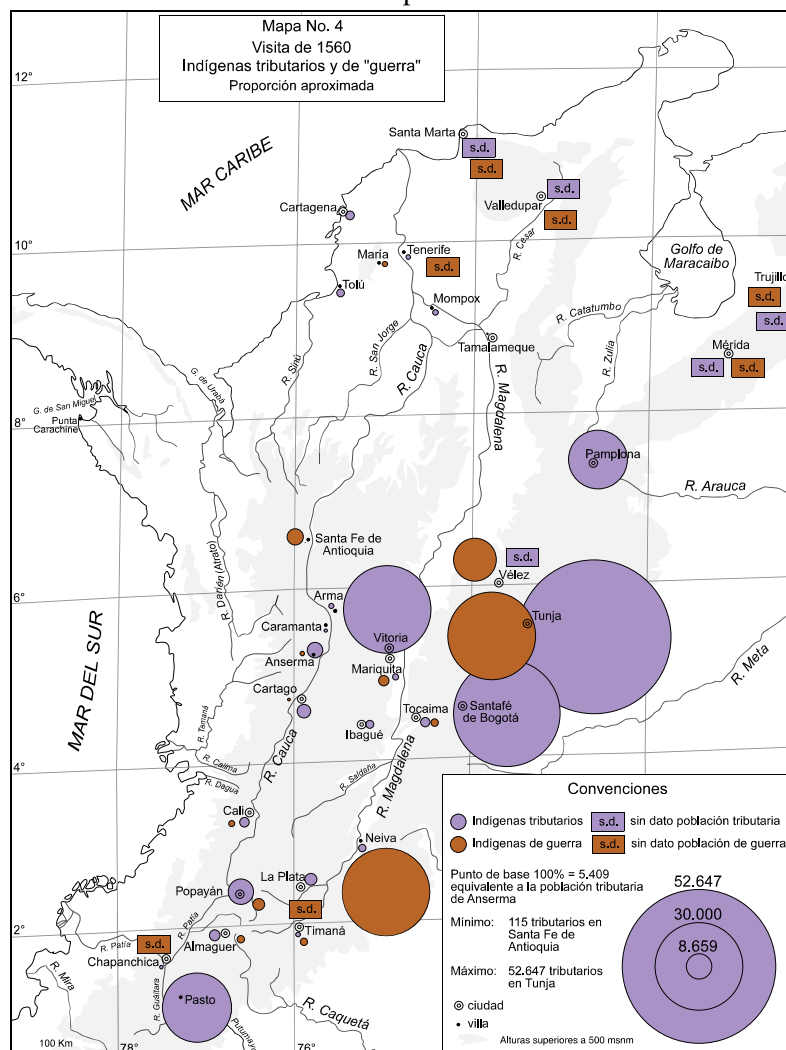 Mapa No. 4
Visita de 1560
Indígenas tributarios y de "guerra"
Proporción aproximada
12°
Santa Marta
s.d.
s.d.
MAR CARIBE
s.d.
Valledupar
s.d.
Cartagena
R. Cesar
10°
María
Tenerife
s.d.
Golfo de
Maracaibo
Trujillo
s.d.
s.d.
Tolú
Mompox
R. Catatumbo
R. San Jorge
R. Cauca
Tamalameque
R. Zulia
Mérida
s.d.
s.d.
R. Sinú
G. de Urabá
R. Magdalena
G. de San Miguel
Punta
Carachine
8°
Pamplona
R. Arauca
Santa Fe de
Antioquia
R. Darién (Atrato)
s.d.
Vélez
6°
Arma
Caramanta
Tunja
Vitoria
Anserma
Mariquita
R. Meta
MAR DEL SUR
Cartago
Tocaima
Santafé
de Bogotá
R. Tamaná
Ibagué
R. Cauca
R. Calima
4°
R. Dagua
R. Saldaña
R. Magdalena
Cali
Neiva
La Plata
Popayán
s.d.
R. Patía
2°
s.d.
R. Patía
Almaguer
Timaná
Chapanchica
R. Mira
R. Guáitara
Pasto
R. Caquetá
Putumayo
100 Km
78°
76°
Convenciones
Indígenas tributarios
s.d.
sin dato población tributaria
Indígenas de guerra
s.d.
sin dato población de guerra
Punto de base 100% = 5,409
equivalente a la población tributaria
de Anserma
Mínimo: 115 tributarios en
Santa Fe de
Antioquia
Máximo: 52.647 tributarios
en Tunja
52.647
30.000
8.659
ciudad
villa
Alturas superiores a 500 msnm